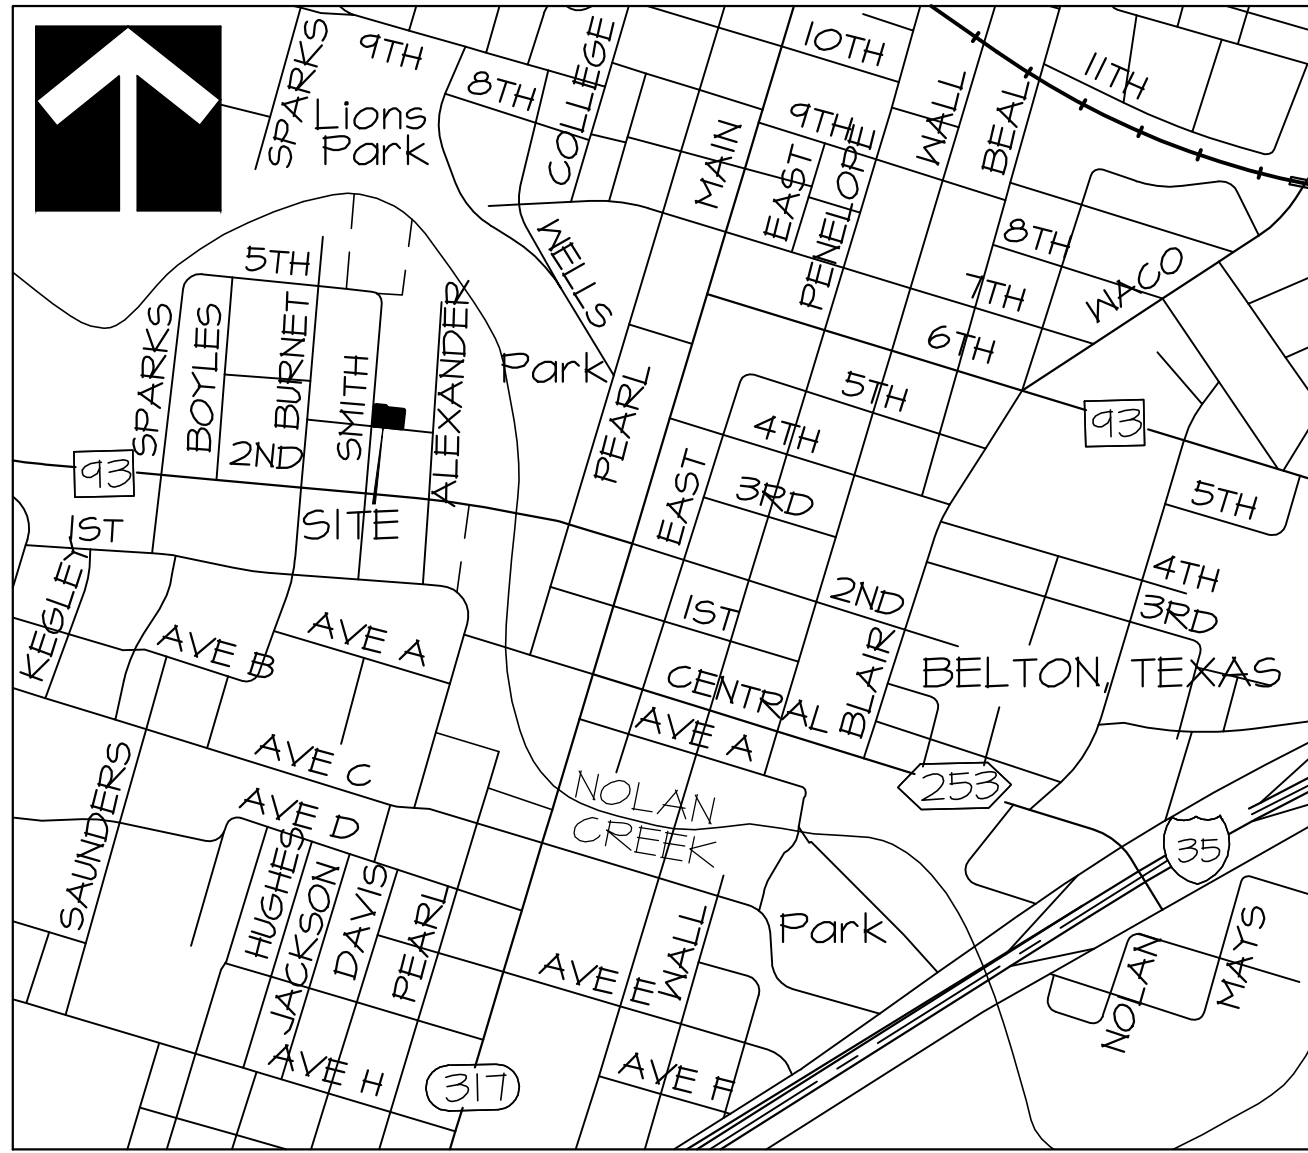 SPARKS
9TH
COLLEGE
10TH
8TH
WALL
BEAL
11TH
Lions
Park
MAIN
9TH
EAST
PENELOPE
WELLS
8TH
5TH
7TH
WACO
SPARKS
BOYLES
BURNET
SMITH
ALEXANDER
Park
PEARL
6TH
5TH
4TH
93
2ND
93
EAST
3RD
5TH
1ST
SITE
KEGLEY
4TH
2ND
3RD
1ST
AVE A
AVE B
BLAIR
BELTON, TEXAS
CENTRAL
AVE A
AVE C
253
NOLAN
CREEK
SAUNDERS
AVE D
35
HUGHES
JACKSON
DAVIS
PEARL
WALL
Park
MAYS
NOLAN
AVE E
AVE H
317
AVE F